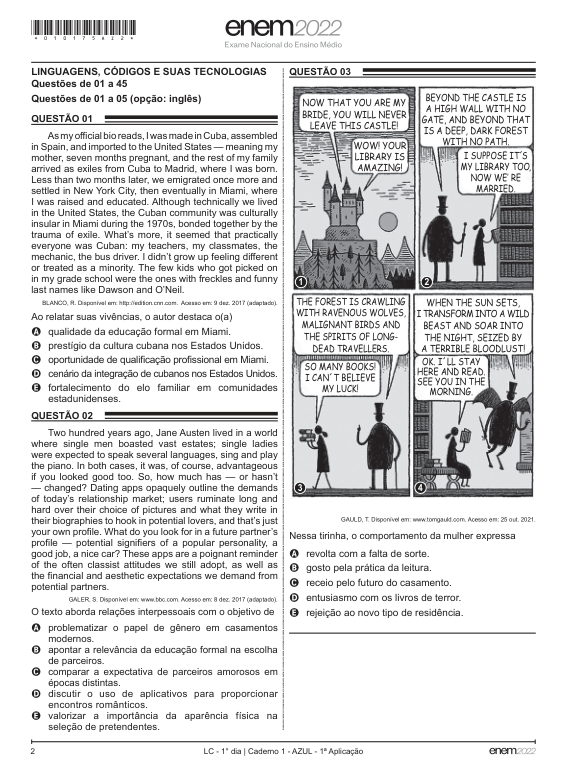 *010175622*
enem2022
Exame Nacional do Ensino Médio
LINGUAGENS, CÓDIGOS E SUAS TECNOLOGIAS
Questões de 01 a 45
Questões de 01 a 05 (opção: inglês)
QUESTÃO 01
As my official bio reads, I was made in Cuba, assembled
in Spain, and imported to the United States — meaning my
mother, seven months pregnant, and the rest of my family
arrived as exiles from Cuba to Madrid, where I was born.
Less than two months later, we emigrated once more and
settled in New York City, then eventually in Miami, where
I was raised and educated. Although technically we lived
in the United States, the Cuban community was culturally
insular in Miami during the 1970s, bonded together by the
trauma of exile. What's more, it seemed that practically
everyone was Cuban: my teachers, my classmates, the
mechanic, the bus driver. I didn't grow up feeling different
or treated as a minority. The few kids who got picked on
in my grade school were the ones with freckles and funny
last names like Dawson and O'Neil.
BLANCO, R. Disponível em: http://edition.cnn.com. Acesso em: 9 dez. 2017 (adaptado).
Ao relatar suas vivências, o autor destaca o(a)
A qualidade da educação formal em Miami.
B prestígio da cultura cubana nos Estados Unidos.
C oportunidade de qualificação profissional em Miami.
D cenário da integração de cubanos nos Estados Unidos.
E fortalecimento do elo familiar em comunidades
estadunidenses.
QUESTÃO 02
Two hundred years ago, Jane Austen lived in a world
where single men boasted vast estates; single ladies
were expected to speak several languages, sing and play
the piano. In both cases, it was, of course, advantageous
if you looked good too. So, how much has — or hasn't
— changed? Dating apps opaquely outline the demands
of today's relationship market; users ruminate long and
hard over their choice of pictures and what they write in
their biographies to hook in potential lovers, and that's just
your own profile. What do you look for in a future partner's
profile — potential signifiers of a popular personality, a
good job, a nice car? These apps are a poignant reminder
of the often classist attitudes we still adopt, as well as
the financial and aesthetic expectations we demand from
potential partners.
GALER, S. Disponível em: www.bbc.com. Acesso em: 8 dez. 2017 (adaptado).
O texto aborda relações interpessoais com o objetivo de
A problematizar o papel de gênero em casamentos
modernos.
B apontar a relevância da educação formal na escolha
de parceiros.
C comparar a expectativa de parceiros amorosos em
épocas distintas.
D discutir o uso de aplicativos para proporcionar
encontros românticos.
E valorizar a importância da aparência física na
seleção de pretendentes.
QUESTÃO 03
NOW THAT YOU ARE MY
BRIDE, YOU WILL NEVER
LEAVE THIS CASTLE!
WOW! YOUR
LIBRARY IS
AMAZING!
1
BEYOND THE CASTLE IS
A HIGH WALL WITH NO
GATE, AND BEYOND THAT
IS A DEEP, DARK FOREST
WITH NO PATH.
I SUPPOSE IT'S
MY LIBRARY TOO,
NOW WE'RE
MARRIED.
2
THE FOREST IS CRAWLING
WITH RAVENOUS WOLVES,
MALIGNANT BIRDS AND
THE SPIRITS OF LONG-
DEAD TRAVELLERS.
SO MANY BOOKS!
I CAN'T BELIEVE
MY LUCK!
3
WHEN THE SUN SETS,
I TRANSFORM INTO A WILD
BEAST AND SOAR INTO
THE NIGHT, SEIZED BY
A TERRIBLE BLOODLUST!
OK. I'LL STAY
HERE AND READ.
SEE YOU IN THE
MORNING.
4
GAULD, T. Disponível em: www.tomgauld.com. Acesso em: 25 out. 2021.
Nessa tirinha, o comportamento da mulher expressa
A revolta com a falta de sorte.
B gosto pela prática da leitura.
C receio pelo futuro do casamento.
D entusiasmo com os livros de terror.
E rejeição ao novo tipo de residência.
2
LC - 1° dia | Caderno 1 - AZUL - 1ª Aplicação
enem2022